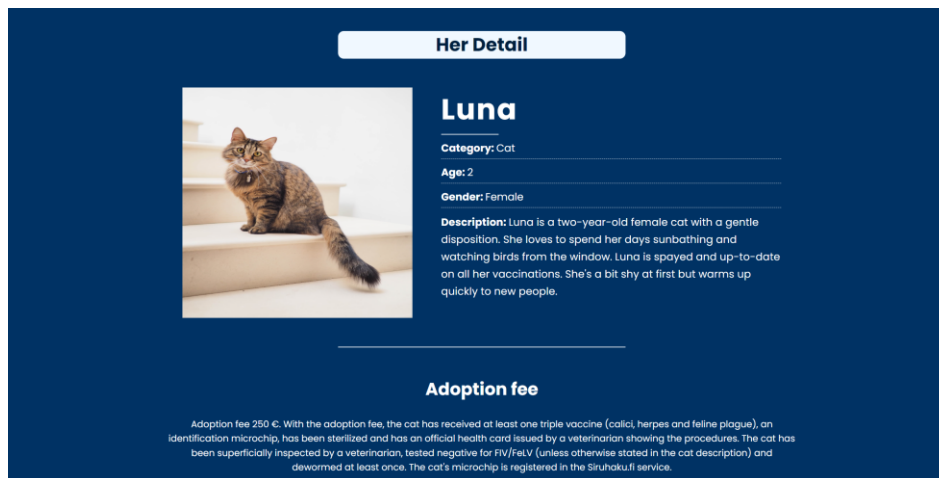 Her Detail
Luna
Category: Cat
Age: 2
Gender: Female
Description: Luna is a two-year-old female cat with a gentle
disposition. She loves to spend her days sunbathing and
watching birds from the window. Luna is spayed and up-to-date
on all her vaccinations. She's a bit shy at first but warms up
quickly to new people.
Adoption fee
Adoption fee 250 €. With the adoption fee, the cat has received at least one triple vaccine (calici, herpes and feline plague), an
identification microchip, has been sterilized and has an official health card issued by a veterinarian showing the procedures. The cat has
been superficially inspected by a veterinarian, tested negative for FIV/FeLV (unless otherwise stated in the cat description) and
dewormed at least once. The cat's microchip is registered in the Siruhaku.fi service.